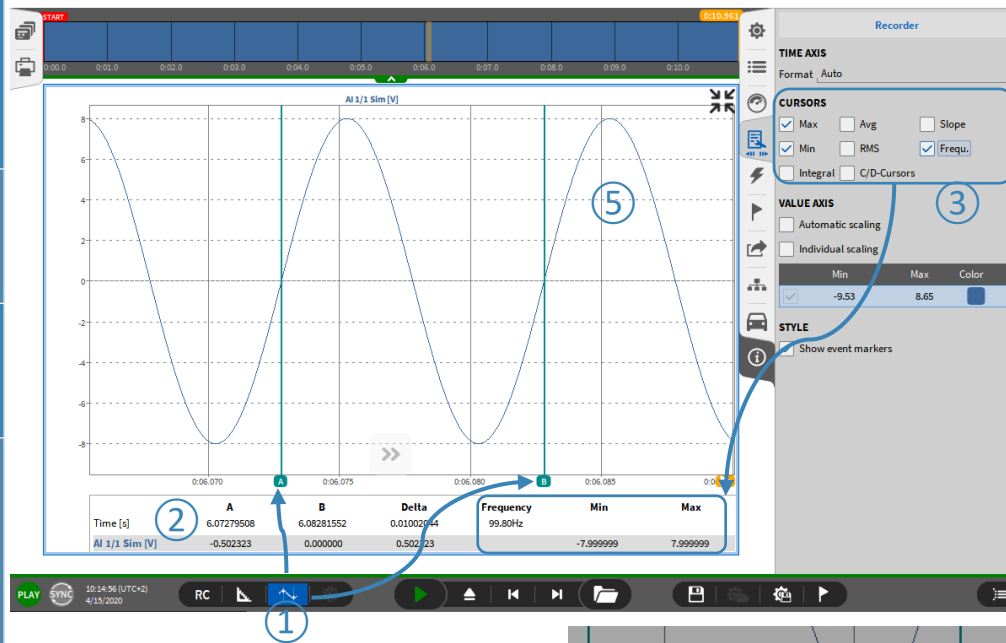 START
0:10.961
0:00.0 0:01.0 0:02.0 0:03.0 0:04.0 0:05.0 0:06.0 0:07.0 0:08.0 0:09.0 0:10.0
AI 1/1 Sim [V]
8
6
4
2
0
-2
-4
-6
-8
5
0:06.070 A 0:06.075 0:06.080 B 0:06.085
A B Delta Frequency Min Max
Time [s] 2 6.07279508 6.08281552 0.01002044 99.80Hz
AI 1/1 Sim [V] -0.502323 0.000000 0.502323 -7.999999 7.999999
Recorder
TIME AXIS
Format Auto
CURSORS
Max Avg Slope
Min RMS Frequ.
Integral C/D-Cursors
3
VALUE AXIS
Automatic scaling
Individual scaling
Min Max Color
-9.53 8.65
STYLE
Show event markers
PLAY SYNC 10:14:56 (UTC+2)
4/15/2020
RC
1